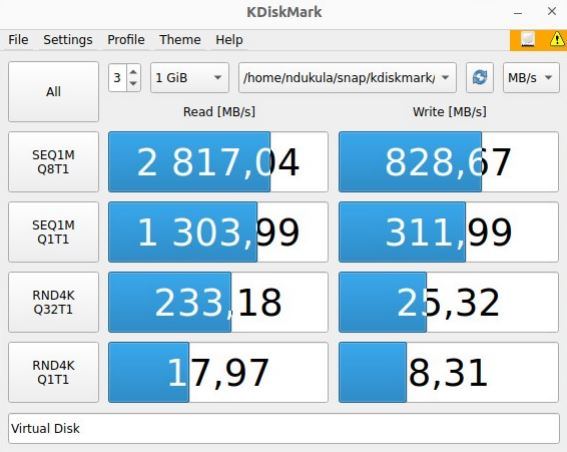 KDiskMark
File Settings Profile Theme Help
All
3
1 GiB
/home/ndukula/snap/kdiskmark/
MB/s
Read [MB/s]
Write [MB/s]
SEQ1M
Q8T1
2 817,04
828,67
SEQ1M
Q1T1
1 303,99
311,99
RND4K
Q32T1
233,18
25,32
RND4K
Q1T1
17,97
8,31
Virtual Disk